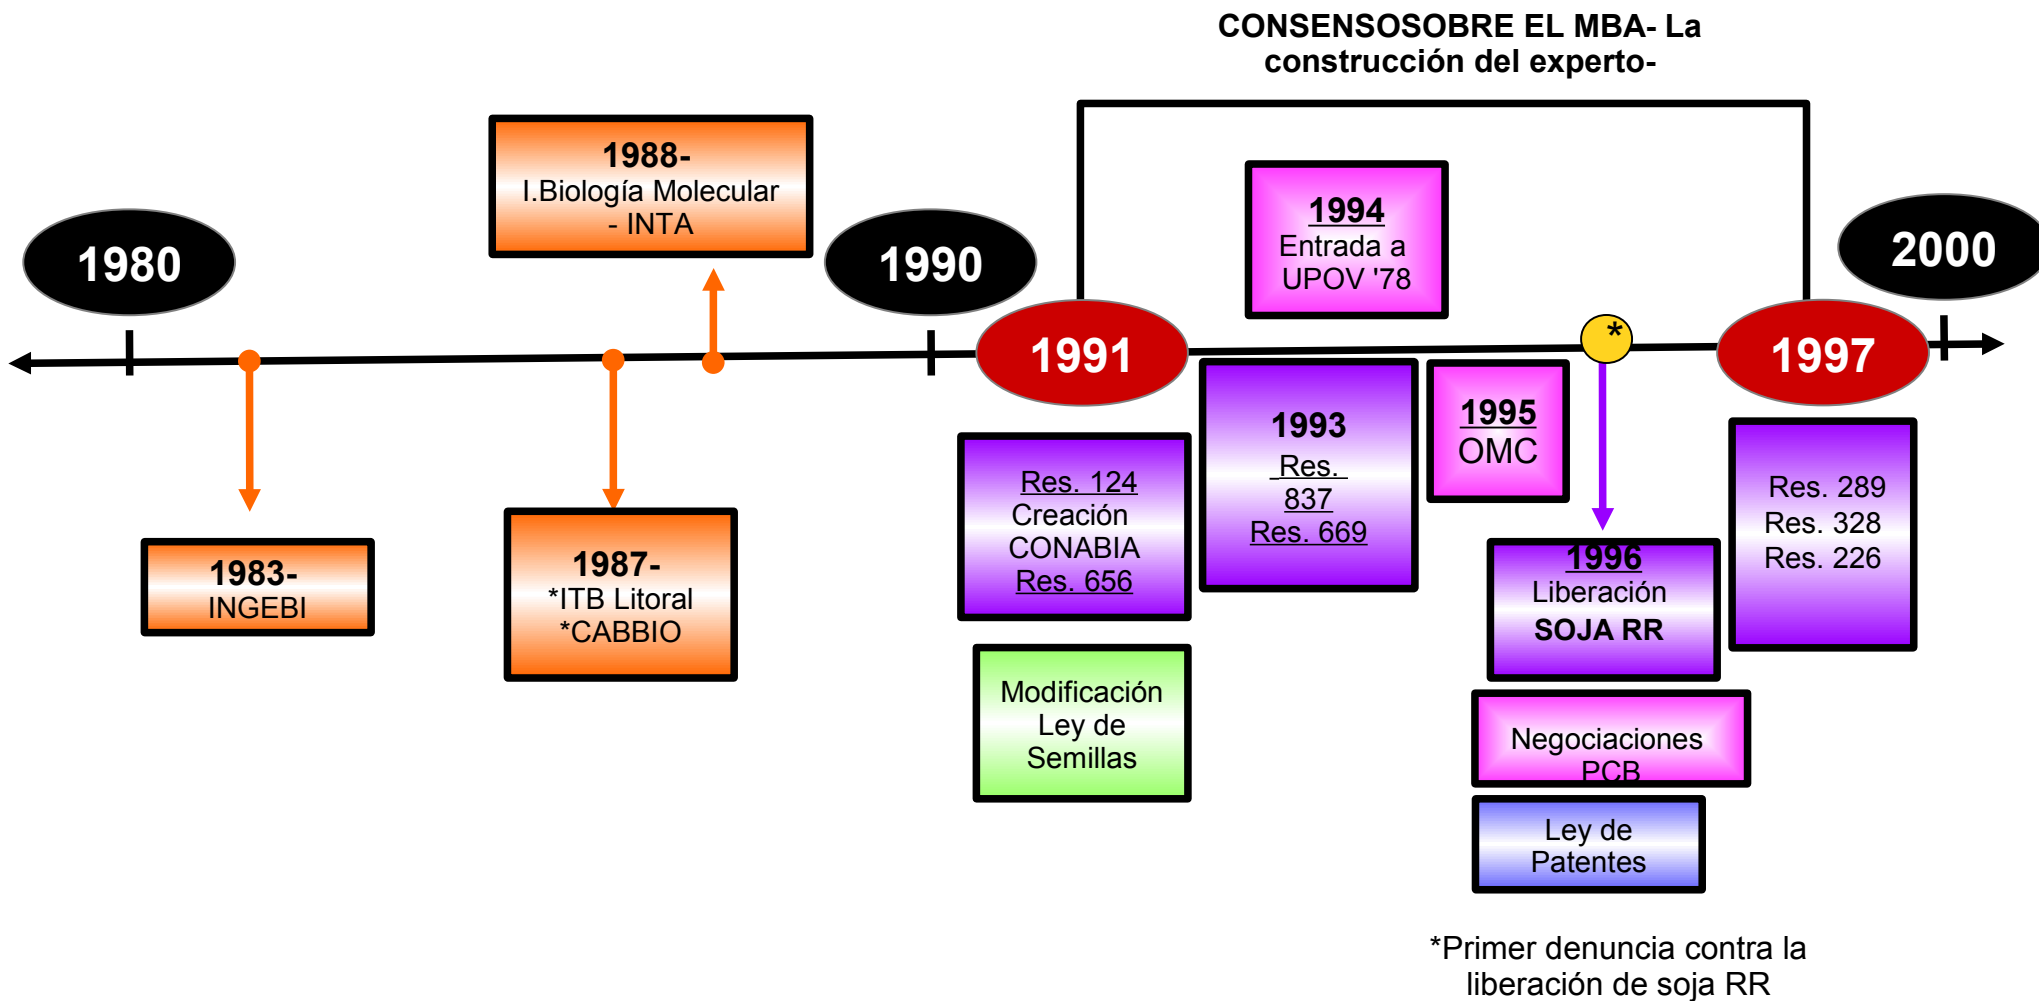 CONSENSOSOBRE EL MBA- La
construcción del experto-
1988-
I.Biología Molecular
- INTA
1994
Entrada a
UPOV '78
1980
1990
2000
1991
*
1997
1983-
INGEBI
1987-
*ITB Litoral
*CABBIO
Res. 124
Creación
CONABIA
Res. 656
Modificación
Ley de
Semillas
1993
Res.
837
Res. 669
1995
OMC
1996
Liberación
SOJA RR
Negociaciones
PCB
Ley de
Patentes
Res. 289
Res. 328
Res. 226
*Primer denuncia contra la
liberación de soja RR